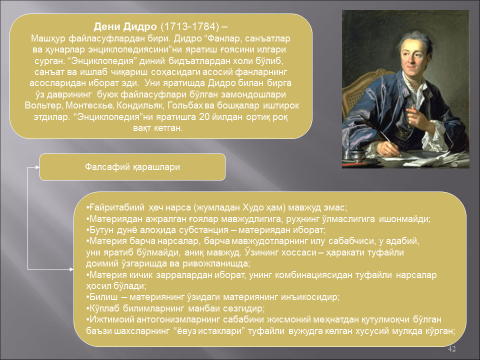 Дени Дидро (1713-1784) –
Машҳур файласуфлардан бири. Дидро “Фанлар, санъатлар
ва ҳунарлар энциклопедиясини”ни яратиш ғоясини илгари
сурган. “Энциклопедия” диний бидъатлардан холи бўлиб,
санъат ва ишлаб чиқариш соҳасидаги асосий фанларнинг
асосларидан иборат эди. Уни яратишда Дидро билан бирга
ўз даврининг буюк файласуфлари бўлган замондошлари
Вольтер, Монтескье, Кондильяк, Гольбах ва бошқалар иштирок
этдилар. “Энциклопедия”ни яратишга 20 йилдан ортиқ роқ
вақт кетган.
Фалсафий қарашлари
•Ғайритабиий ҳеч нарса (жумладан Худо ҳам) мавжуд эмас;
•Материядан ажралган ғоялар мавжудлигига, руҳнинг ўлмаслигига ишонмайди;
•Бутун дунё алоҳида субстанция – материядан иборат;
•Материя барча нарсалар, барча мавжудотларнинг илу сабабчиси, у адабий,
уни яратиб бўлмайди, аниқ мавжуд. Ўзининг хоссаси – ҳаракати туфайли
доимий ўзгаришда ва ривожланишда;
•Материя кичик зарралардан иборат, унинг комбинациясидан туфайли нарсалар
ҳосил бўлади;
•Билиш – материянинг ўздаги материянинг инъикосидир;
•Кўплаб билимларнинг манбаи сезгидир;
•Ижтимоий антогонизмларнинг сабабини жисмоний меҳнатдан қутулмоқчи бўлган
баъзи шахсларнинг “ёвуз истаклари” туфайли вужудга келган хусусий мулкда кўрган;
42